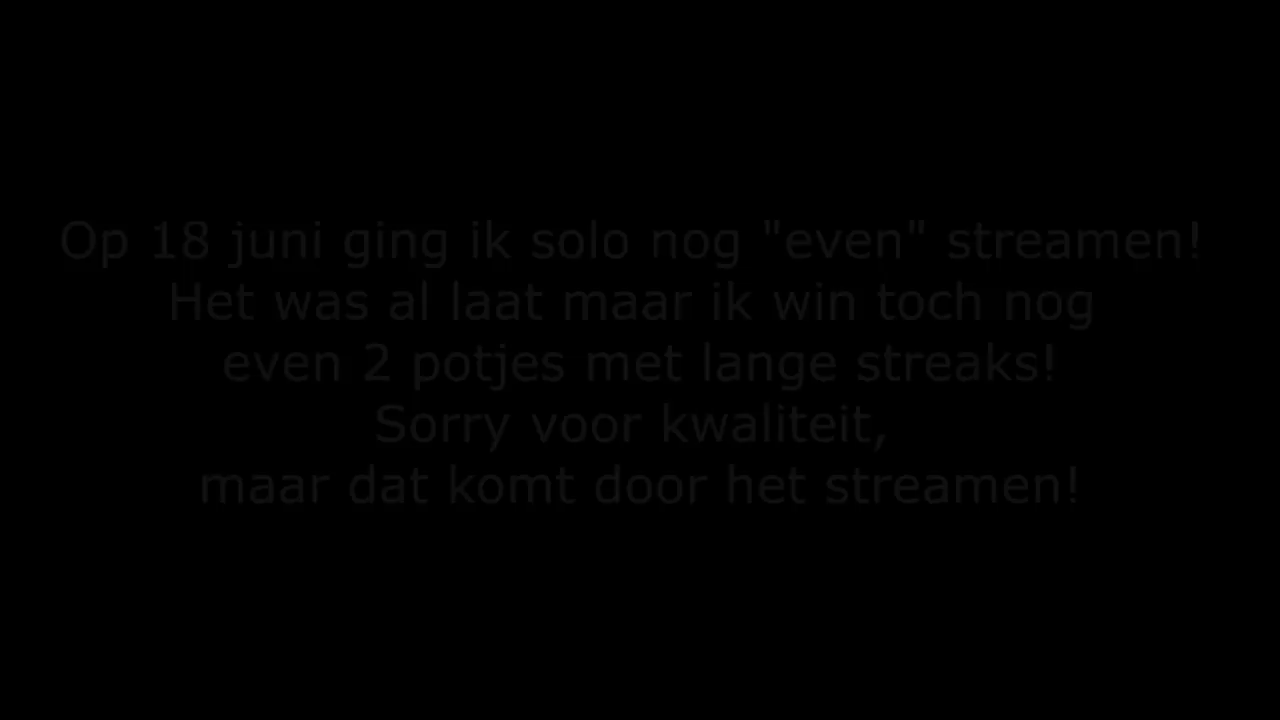 Op 18 juni ging ik solo nog "even" streamen!
Het was al laat maar ik win toch nog
even 2 potjes met lange streaks!
Sorry voor kwaliteit,
maar dat komt door het streamen!